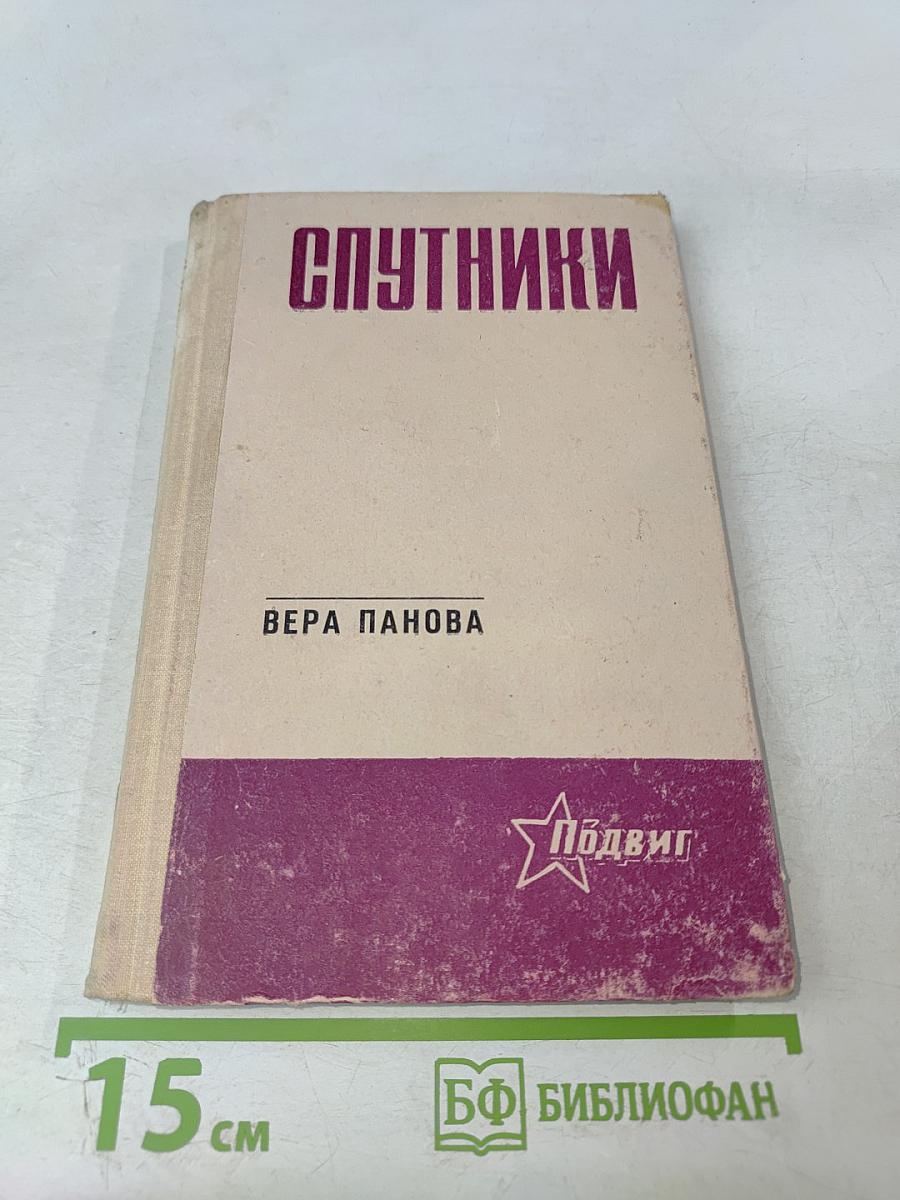 СПУТНИКИ
ВЕРА ПАНОВА
Подвиг
15 см
БФ БИБЛИОФАН